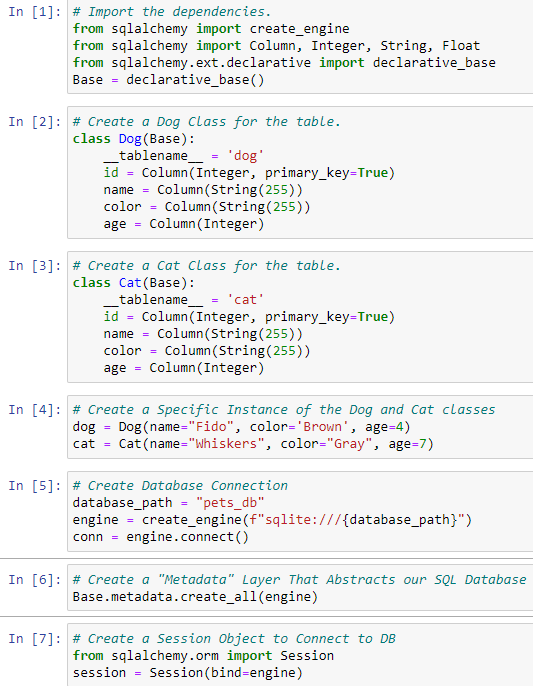 In [1]: # Import the dependencies.
from sqlalchemy import create_engine
from sqlalchemy import Column, Integer, String, Float
from sqlalchemy.ext.declarative import declarative_base
Base = declarative_base()
In [2]: # Create a Dog Class for the table.
class Dog(Base):
    __tablename__ = 'dog'
    id = Column(Integer, primary_key=True)
    name = Column(String(255))
    color = Column(String(255))
    age = Column(Integer)
In [3]: # Create a Cat Class for the table.
class Cat(Base):
    __tablename__ = 'cat'
    id = Column(Integer, primary_key=True)
    name = Column(String(255))
    color = Column(String(255))
    age = Column(Integer)
In [4]: # Create a Specific Instance of the Dog and Cat classes
dog = Dog(name="Fido", color='Brown', age=4)
cat = Cat(name="Whiskers", color="Gray", age=7)
In [5]: # Create Database Connection
database_path = "pets_db"
engine = create_engine(f"sqlite:///{database_path}")
conn = engine.connect()
In [6]: # Create a "Metadata" Layer That Abstracts our SQL Database
Base.metadata.create_all(engine)
In [7]: # Create a Session Object to Connect to DB
from sqlalchemy.orm import Session
session = Session(bind=engine)